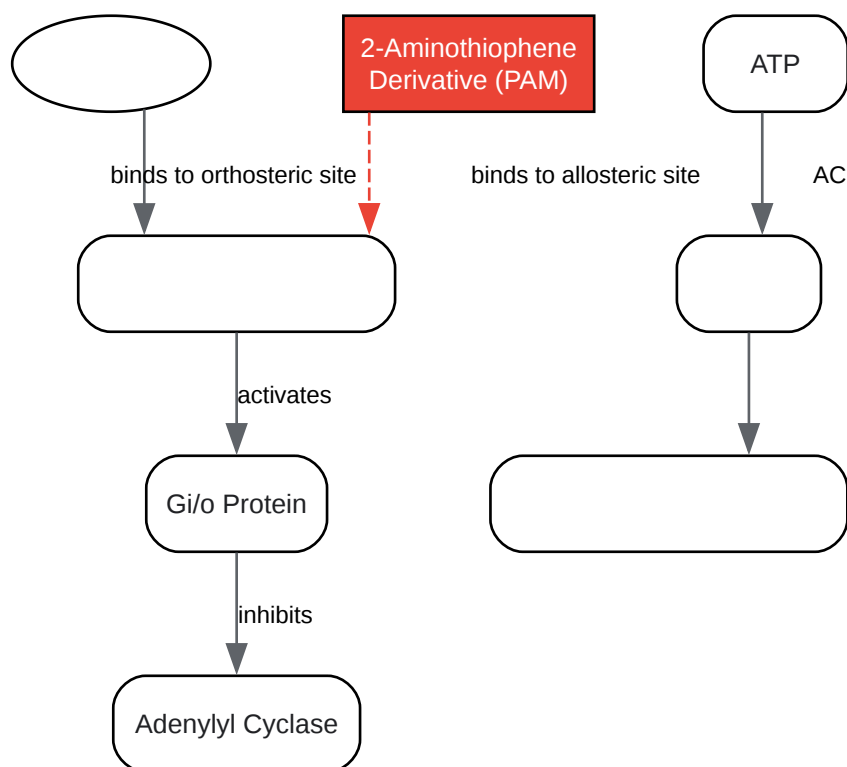 2-Aminothiophene
Derivative (PAM)
ATP
binds to orthosteric site
binds to allosteric site
AC
activates
Gi/o Protein
inhibits
Adenylyl Cyclase